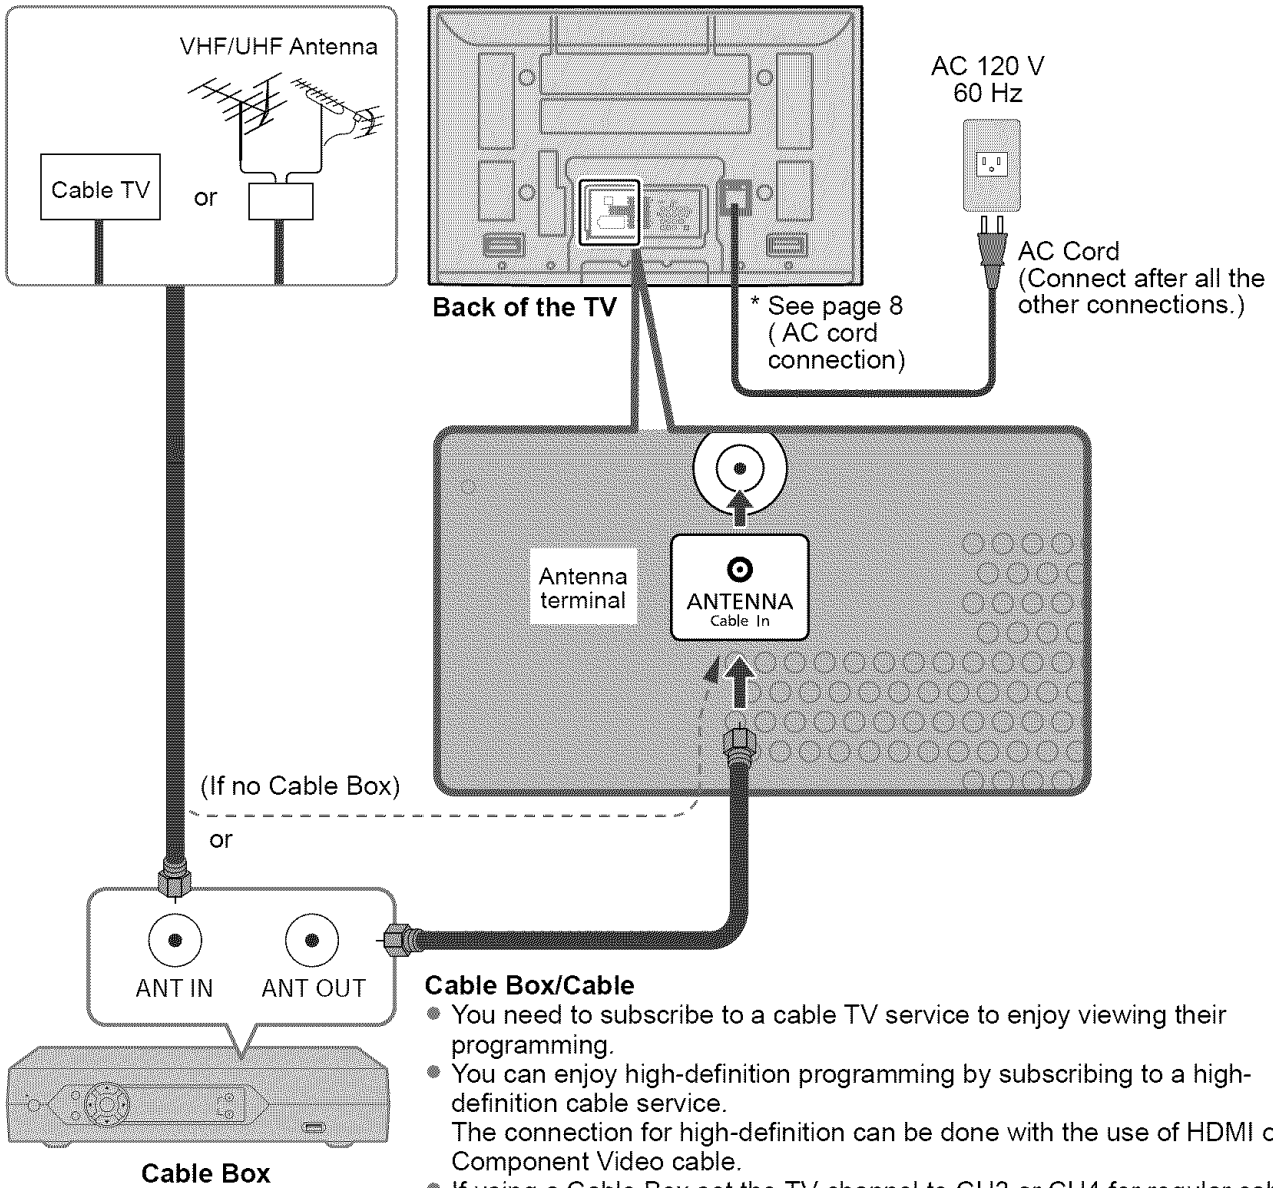 VHF/UHF Antenna
Cable TV
or
AC 120 V
60 Hz
AC Cord
(Connect after all the
other connections.)
Back of the TV
* See page 8
( AC cord
connection)
Antenna
terminal
ANTENNA
Cable In
(If no Cable Box)
or
ANT IN
ANT OUT
Cable Box
Cable Box/Cable
● You need to subscribe to a cable TV service to enjoy viewing their
programming.
● You can enjoy high-definition programming by subscribing to a high-
definition cable service.
The connection for high-definition can be done with the use of HDMI
Component Video cable.